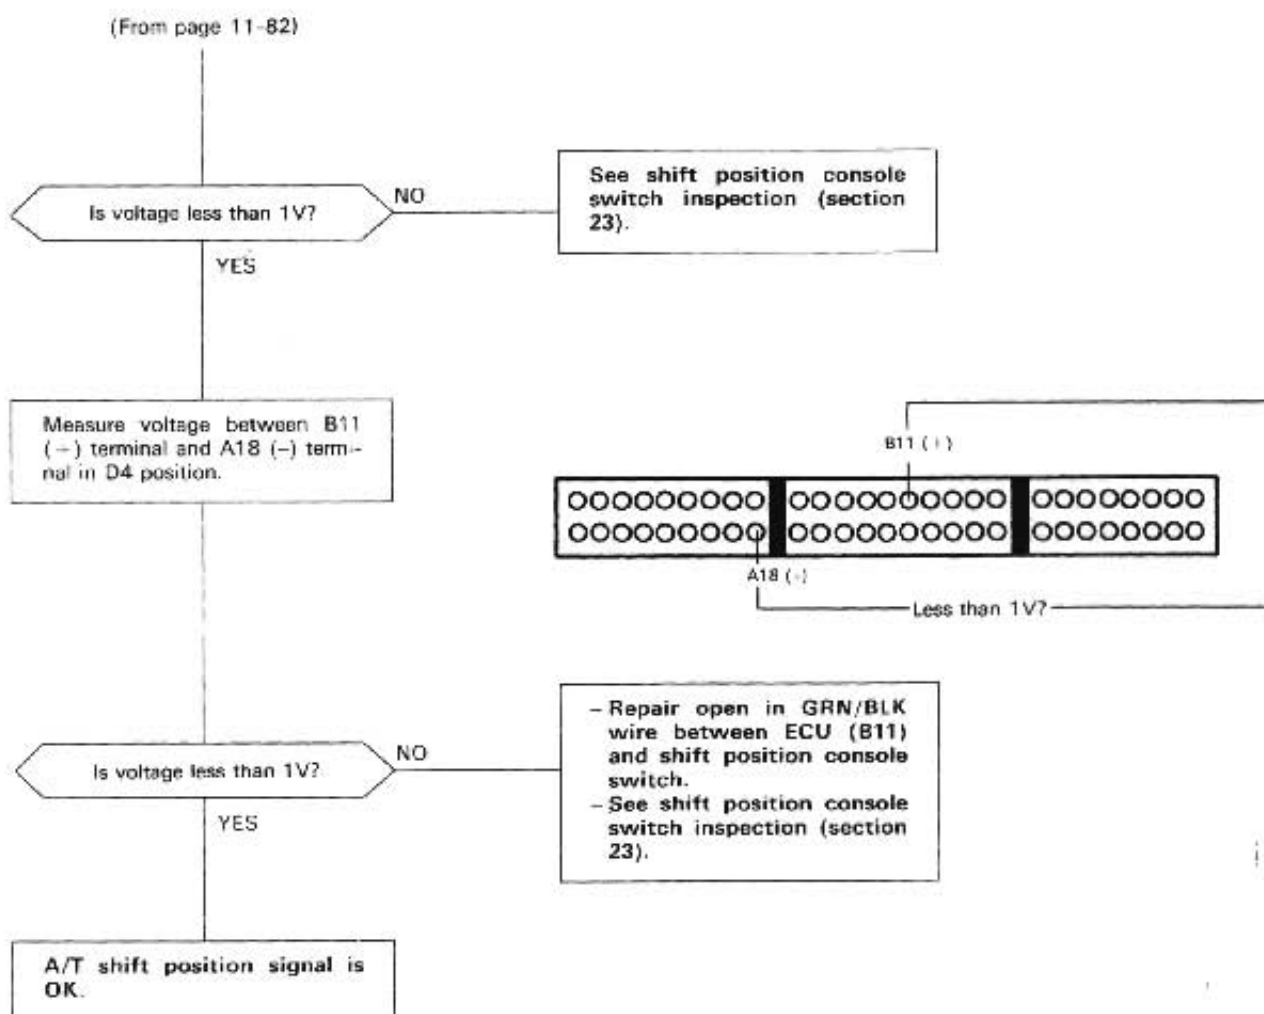 (From page 11-82)
Is voltage less than 1V?
NO
YES
See shift position console
switch inspection (section
23).
Measure voltage between B11
(+) terminal and A18 (–) termi-
nal in D4 position.
B11 (+)
A18 (–)
Less than 1V?
Is voltage less than 1V?
NO
YES
– Repair open in GRN/BLK
wire between ECU (B11)
and shift position console
switch.
– See shift position console
switch inspection (section
23).
A/T shift position signal is
OK.